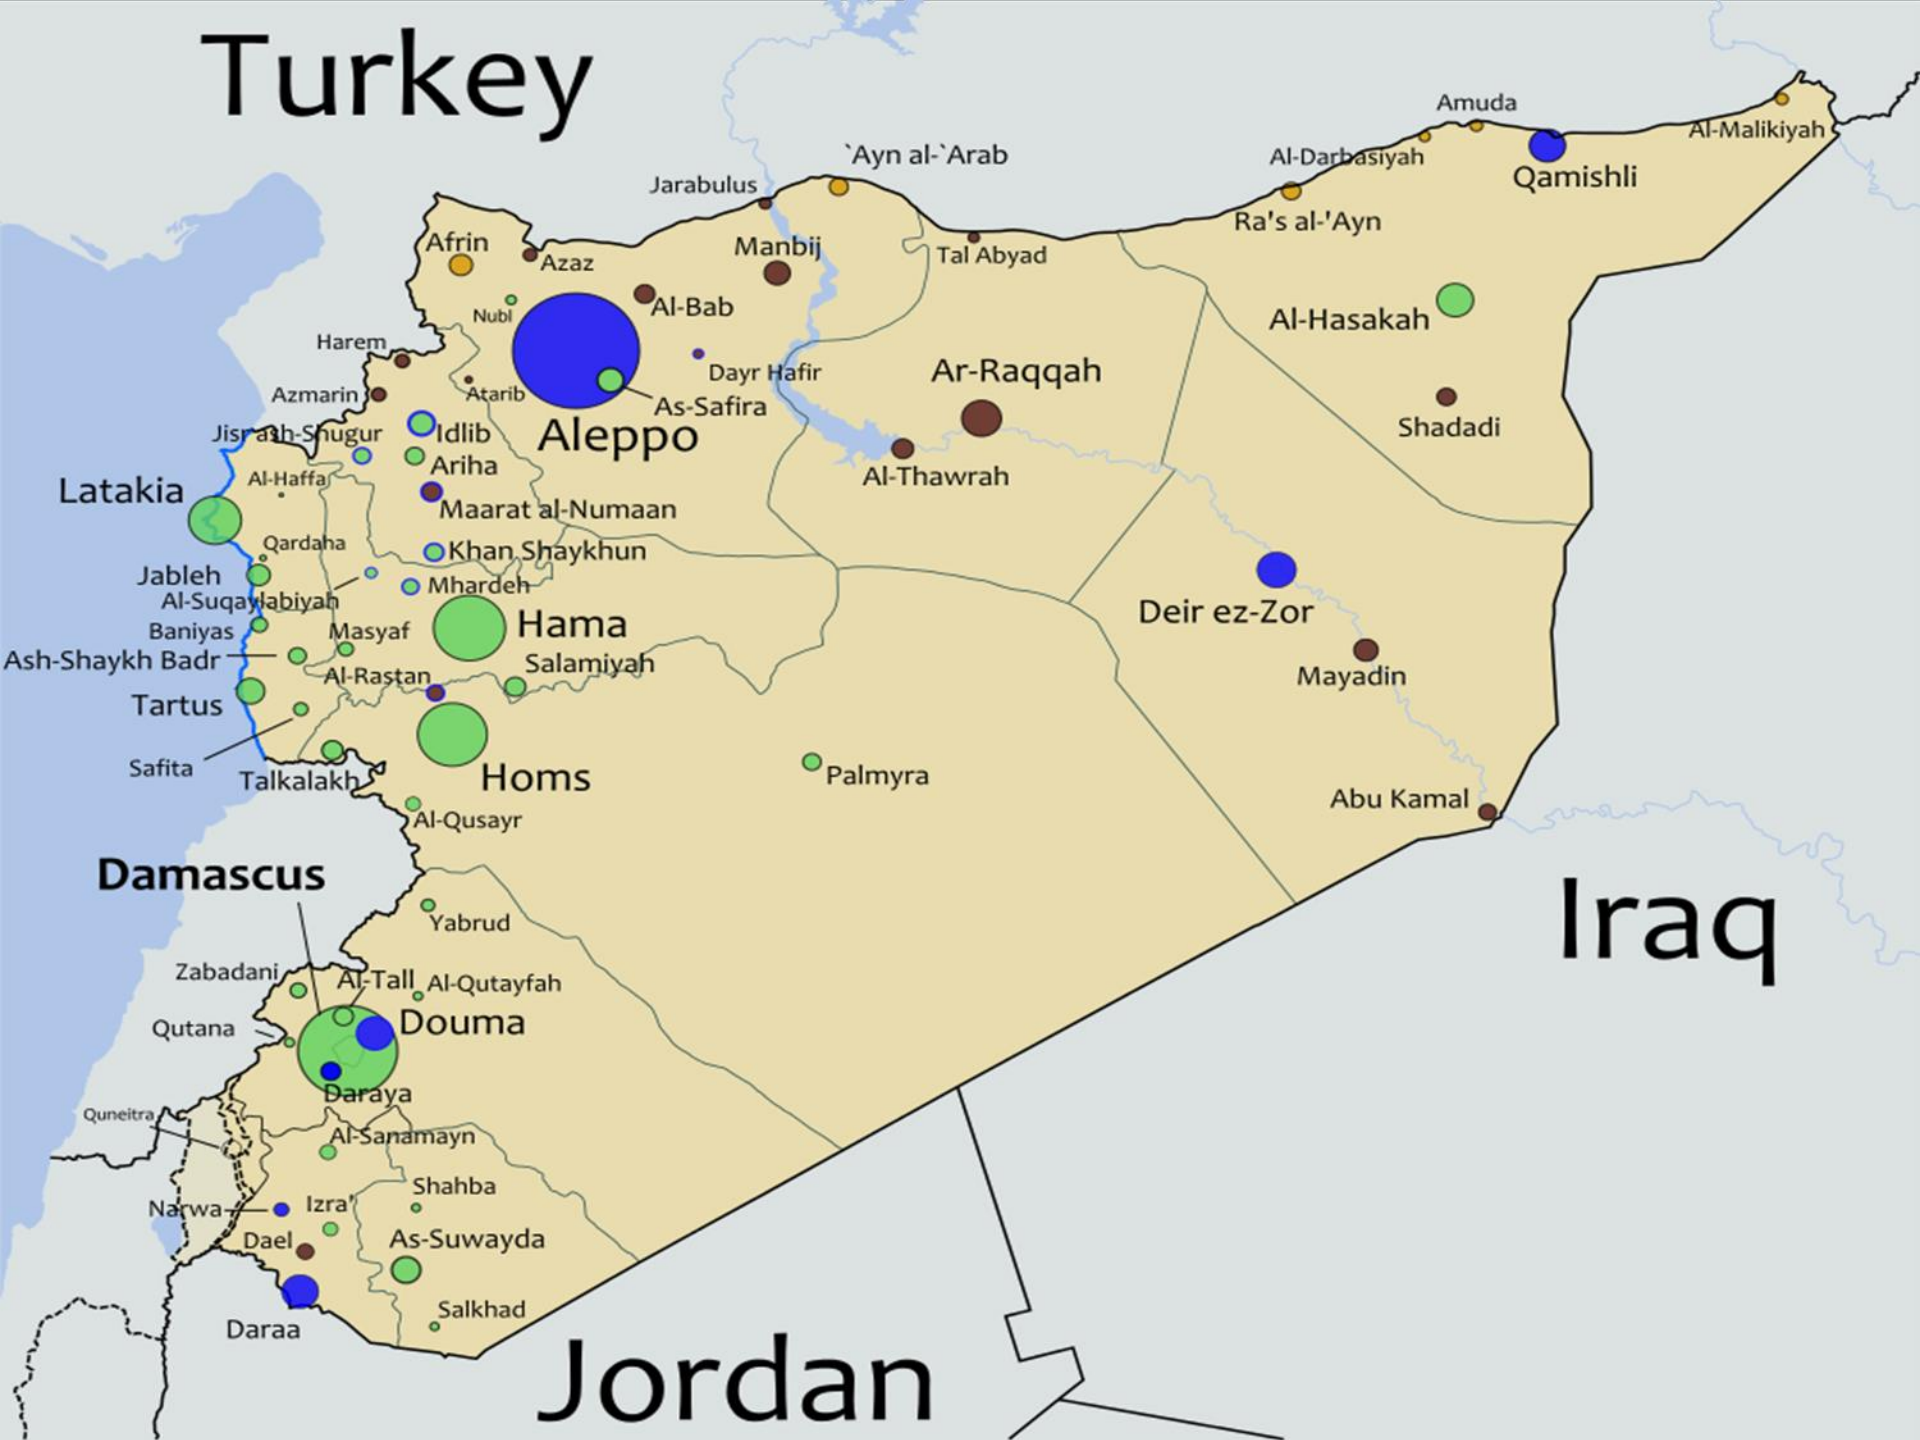 Turkey
Amuda
Al-Malikiyah
`Ayn al-`Arab
Al-Darbasiyah
Qamishli
Jarabulus
Ra's al-'Ayn
Afrin
Azaz
Manbij
Tal Abyad
Nubl
Al-Bab
Al-Hasakah
Harem
Dayr Hafir
Ar-Raqqah
Azmarin
Atarib
As-Safira
Shadadi
Jisr ash-Shugur
Idlib
Aleppo
Ariha
Al-Thawrah
Latakia
Al-Haffa
Maarat al-Numaan
Qardaha
Khan Shaykhun
Jableh
Mhardeh
Al-Suqaylabiyah
Deir ez-Zor
Baniyas
Masyaf
Hama
Ash-Shaykh Badr
Salamiyah
Al-Rastan
Mayadin
Tartus
Safita
Talkalakh
Homs
Palmyra
Abu Kamal
Al-Qusayr
Damascus
Iraq
Yabrud
Zabadani
Al-Tall
Al-Qutayfah
Qutana
Douma
Daraya
Quneitra
Al-Sanamayn
Shahba
Narwa
Izra'
Dael
As-Suwayda
Salkhad
Daraa
Jordan